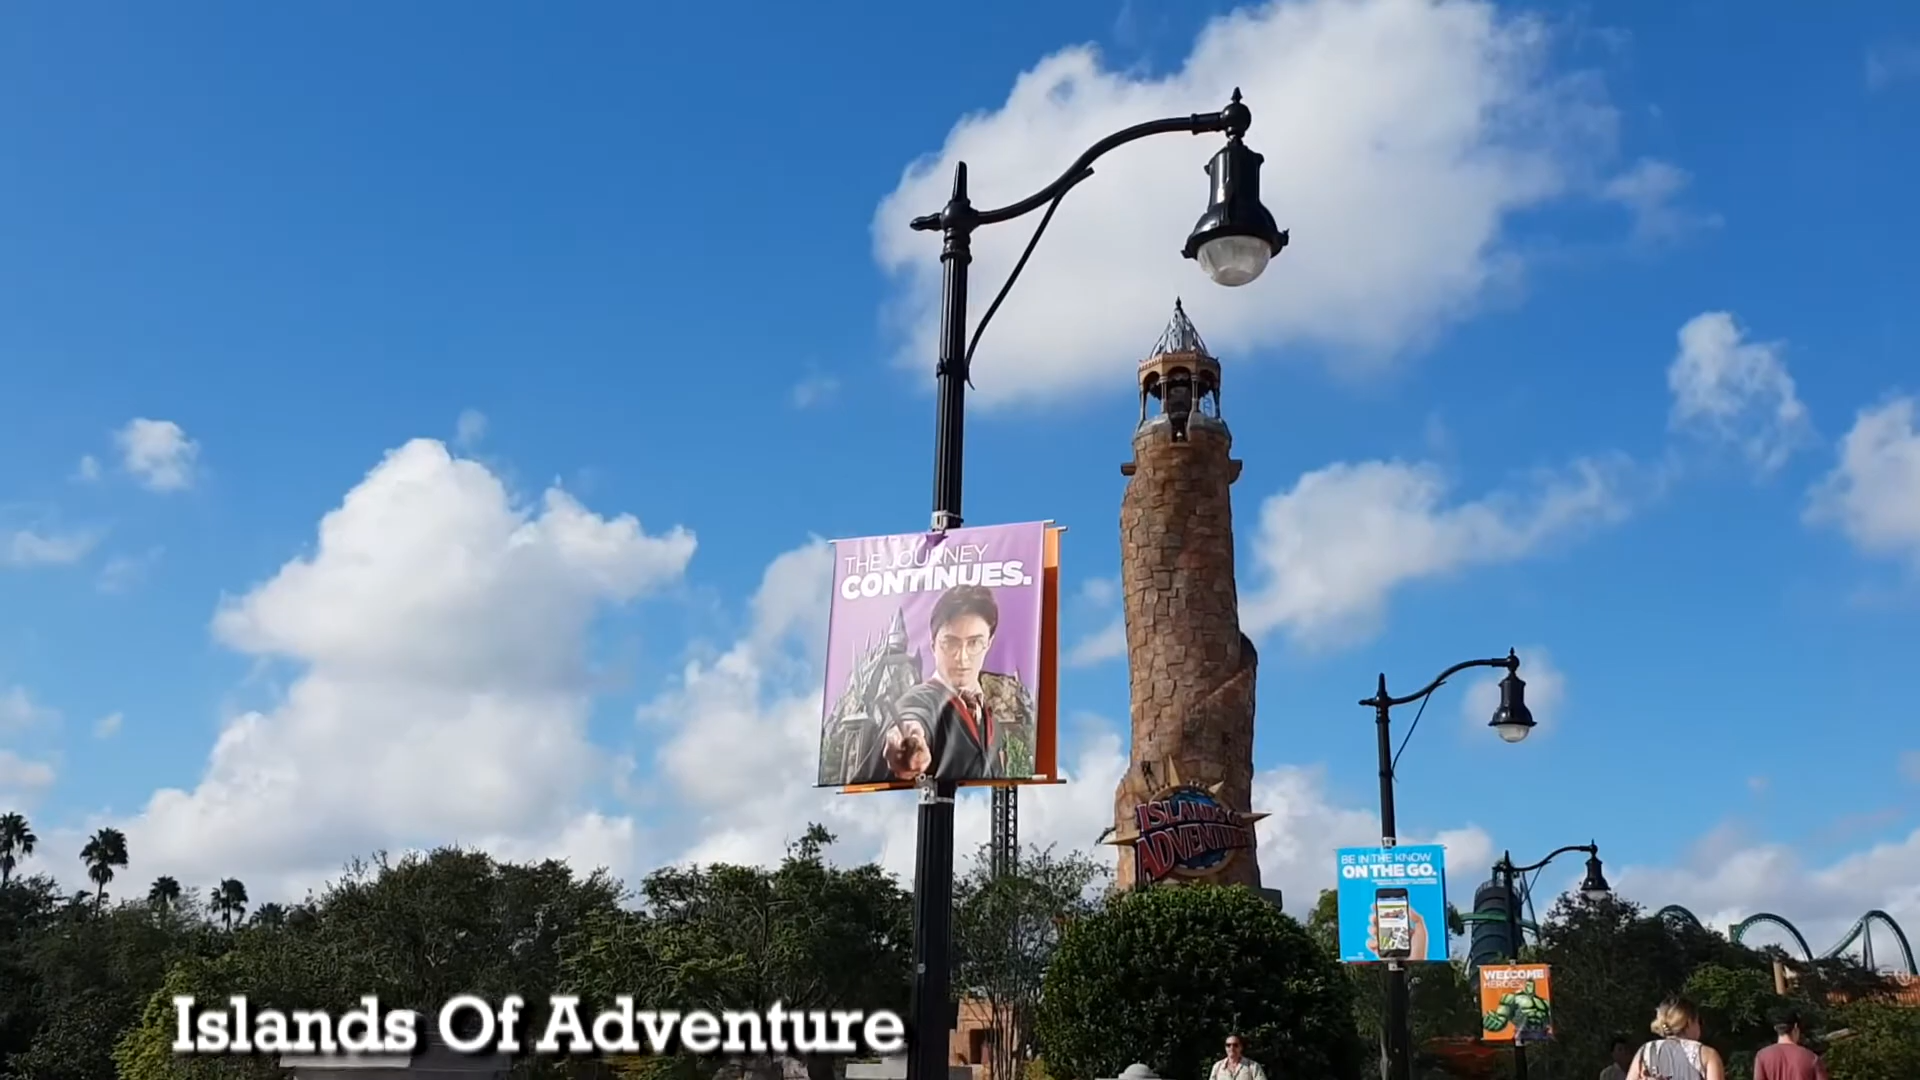 THE JOURNEY
CONTINUES.
ISLANDS OF
ADVENTURE
BE IN THE KNOW
ON THE GO.
WELCOME
HEROES.
Islands Of Adventure